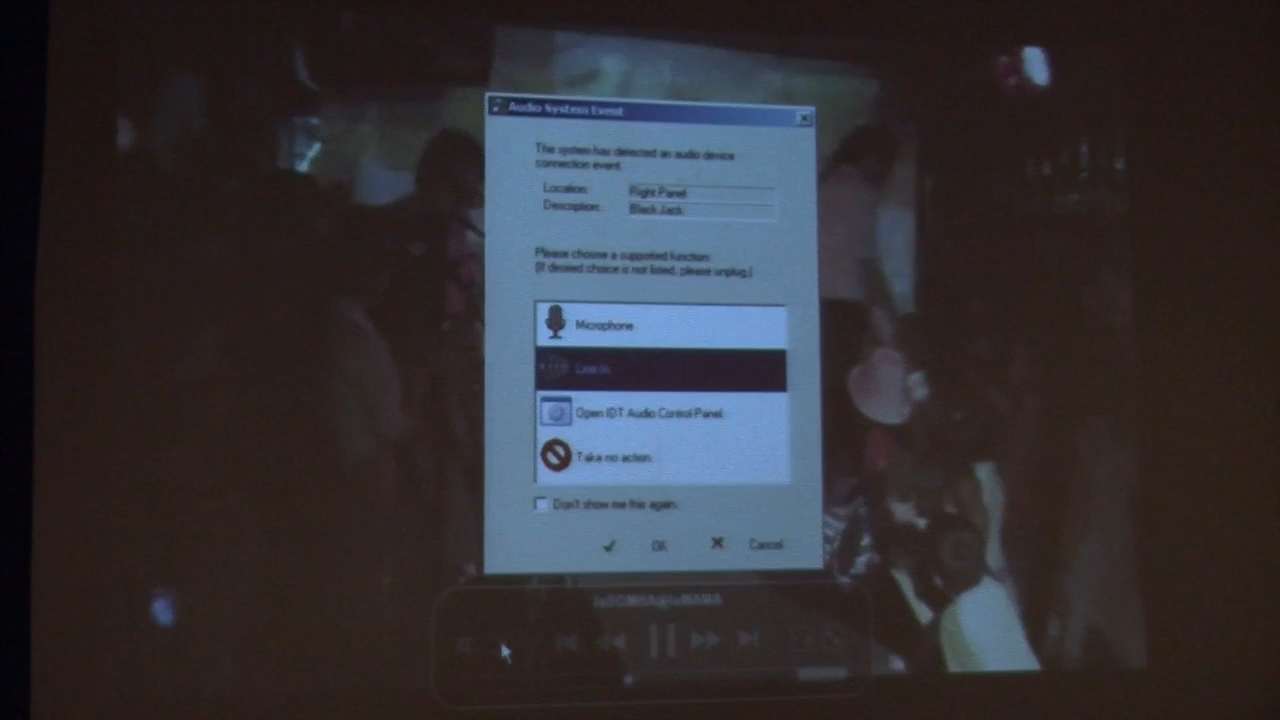 Audio System Event
The system has detected an audio device
connection event.
Location: Right Panel
Description: Black Jack
Please choose a supported function:
(If desired choice is not listed, please unplug.)
Microphone
Line In
Open IDT Audio Control Panel
Take no action.
Don't show me this again.
OK Cancel